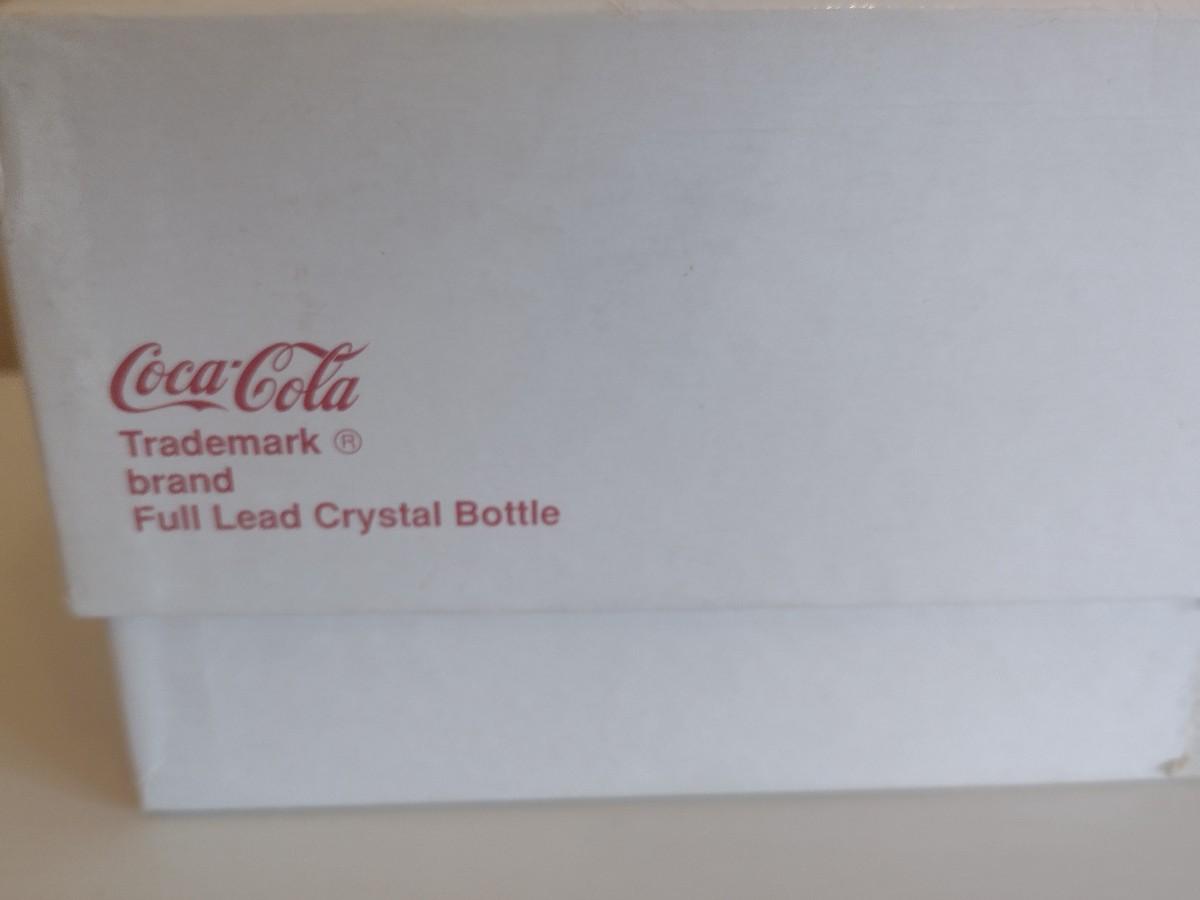 Coca-Cola
Trademark ®
brand
Full Lead Crystal Bottle